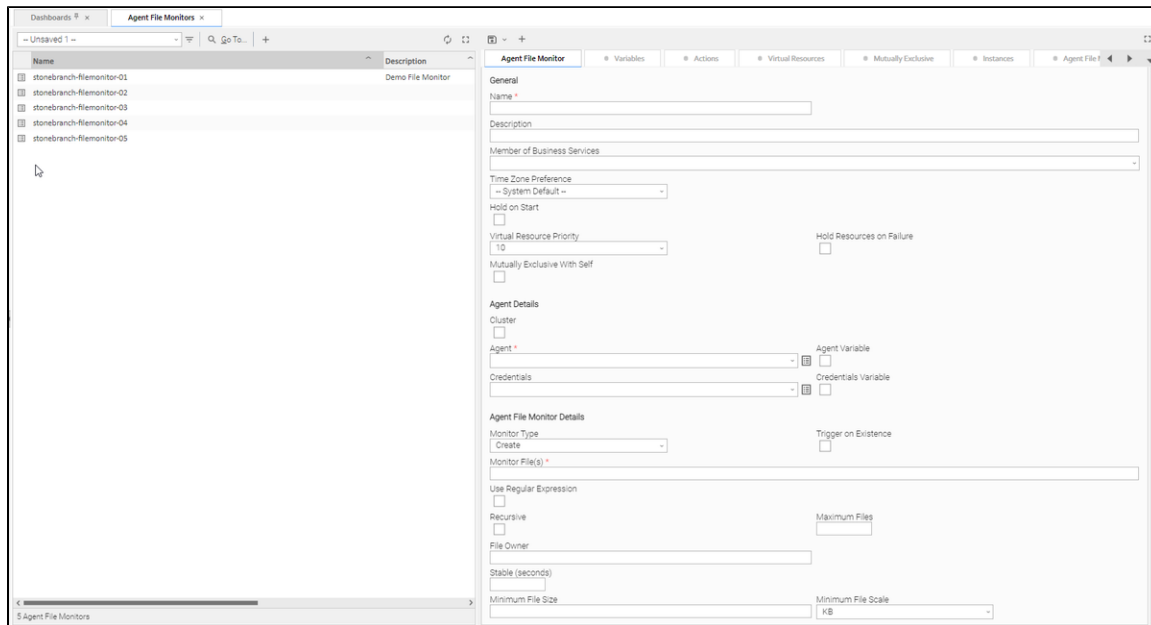 Dashboards
Agent File Monitors
-- Unsaved 1 --
Go To...
Name
Description
stonebranch-filemonitor-01
Demo File Monitor
stonebranch-filemonitor-02
stonebranch-filemonitor-03
stonebranch-filemonitor-04
stonebranch-filemonitor-05
5 Agent File Monitors
Agent File Monitor
Variables
Actions
Virtual Resources
Mutually Exclusive
Instances
Agent File
General
Name *
Description
Member of Business Services
Time Zone Preference
-- System Default --
Hold on Start
Virtual Resource Priority
Hold Resources on Failure
10
Mutually Exclusive With Self
Agent Details
Cluster
Agent *
Agent Variable
Credentials
Credentials Variable
Agent File Monitor Details
Monitor Type
Trigger on Existence
Create
Monitor File(s) *
Use Regular Expression
Recursive
Maximum Files
File Owner
Stable (seconds)
Minimum File Size
Minimum File Scale
KB